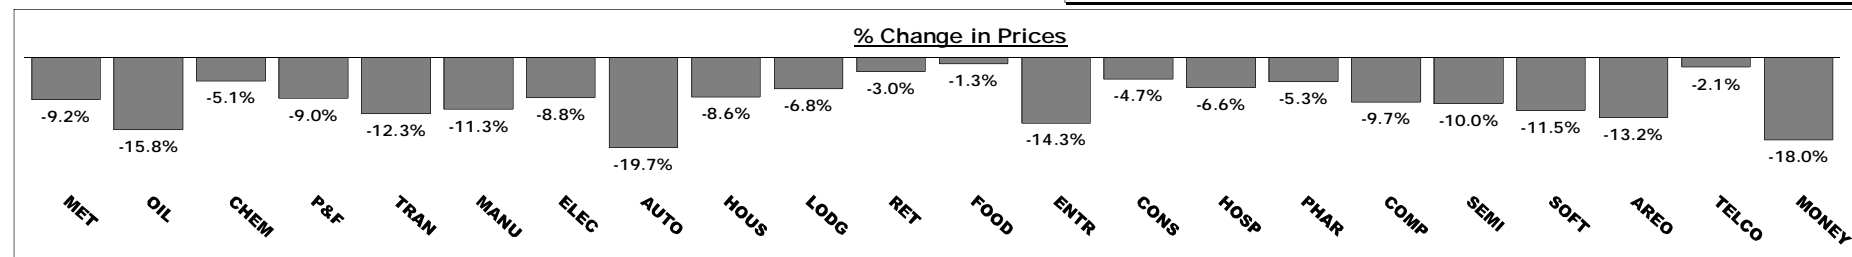 % Change in Prices
-9.2%
-15.8%
-5.1%
-9.0%
-12.3%
-11.3%
-8.8%
-19.7%
-8.6%
-6.8%
-3.0%
-1.3%
-14.3%
-4.7%
-6.6%
-5.3%
-9.7%
-10.0%
-11.5%
-13.2%
-2.1%
-18.0%
MET
OIL
CHEM
P&F
TRAN
MANU
ELEC
AUTO
HOUS
LODG
RET
FOOD
ENTR
CONS
HOSP
PHAR
COMP
SEMI
SOFT
AREO
TELCO
MONEY